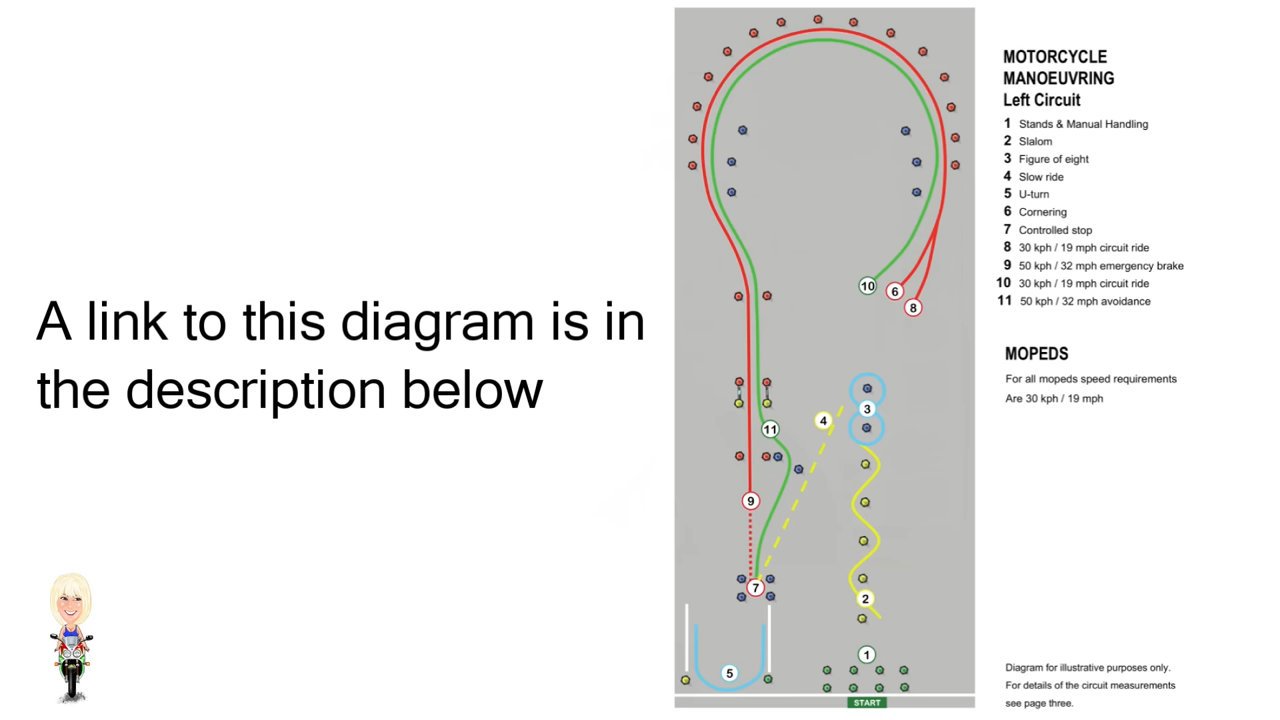 A link to this diagram is in
the description below
10
6
8
3
4
11
9
7
2
1
5
START
MOTORCYCLE
MANOEUVRING
Left Circuit
1 Stands & Manual Handling
2 Slalom
3 Figure of eight
4 Slow ride
5 U-turn
6 Cornering
7 Controlled stop
8 30 kph / 19 mph circuit ride
9 50 kph / 32 mph emergency brake
10 30 kph / 19 mph circuit ride
11 50 kph / 32 mph avoidance
MOPEDS
For all mopeds speed requirements
Are 30 kph / 19 mph
Diagram for illustrative purposes only.
For details of the circuit measurements
see page three.